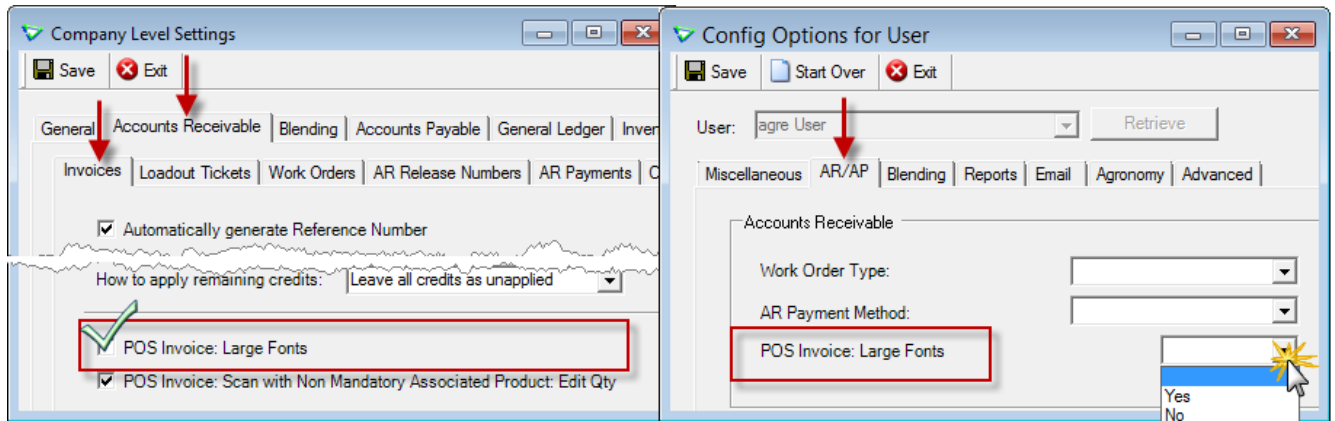 Company Level Settings
Save Exit
General Accounts Receivable Blending Accounts Payable General Ledger Inven
Invoices Loadout Tickets Work Orders AR Release Numbers AR Payments
Automatically generate Reference Number
How to apply remaining credits: Leave all credits as unapplied
POS Invoice: Large Fonts
POS Invoice: Scan with Non Mandatory Associated Product: Edit Qty
Config Options for User
Save Start Over Exit
User: agre User Retrieve
Miscellaneous AR/AP Blending Reports Email Agronomy Advanced
Accounts Receivable
Work Order Type:
AR Payment Method:
POS Invoice: Large Fonts
Yes
No